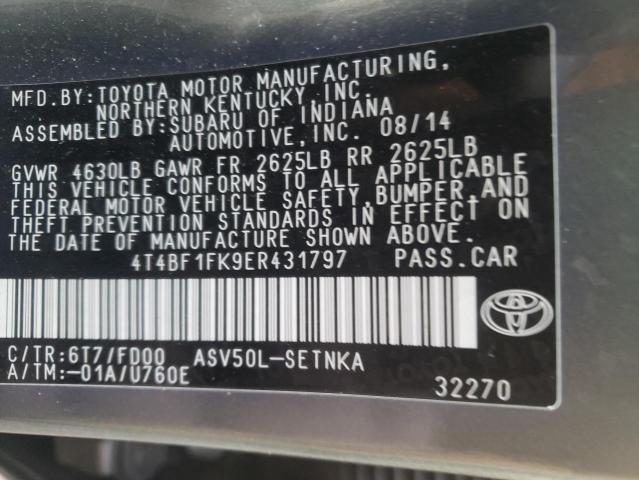 MFD.BY: TOYOTA MOTOR MANUFACTURING,
NORTHERN KENTUCKY, INC.
ASSEMBLED BY: SUBARU OF INDIANA
AUTOMOTIVE, INC. 08/14
GVWR 4630LB GAWR FR 2625LB RR 2625LB
THIS VEHICLE CONFORMS TO ALL APPLICABLE
FEDERAL MOTOR VEHICLE SAFETY, BUMPER, AND
THEFT PREVENTION STANDARDS IN EFFECT ON
THE DATE OF MANUFACTURE SHOWN ABOVE.
4T4BF1FK9ER431797 PASS.CAR
C/TR:6T7/FD00 ASV50L-SETNKA
A/TM:-01A/U760E
32270